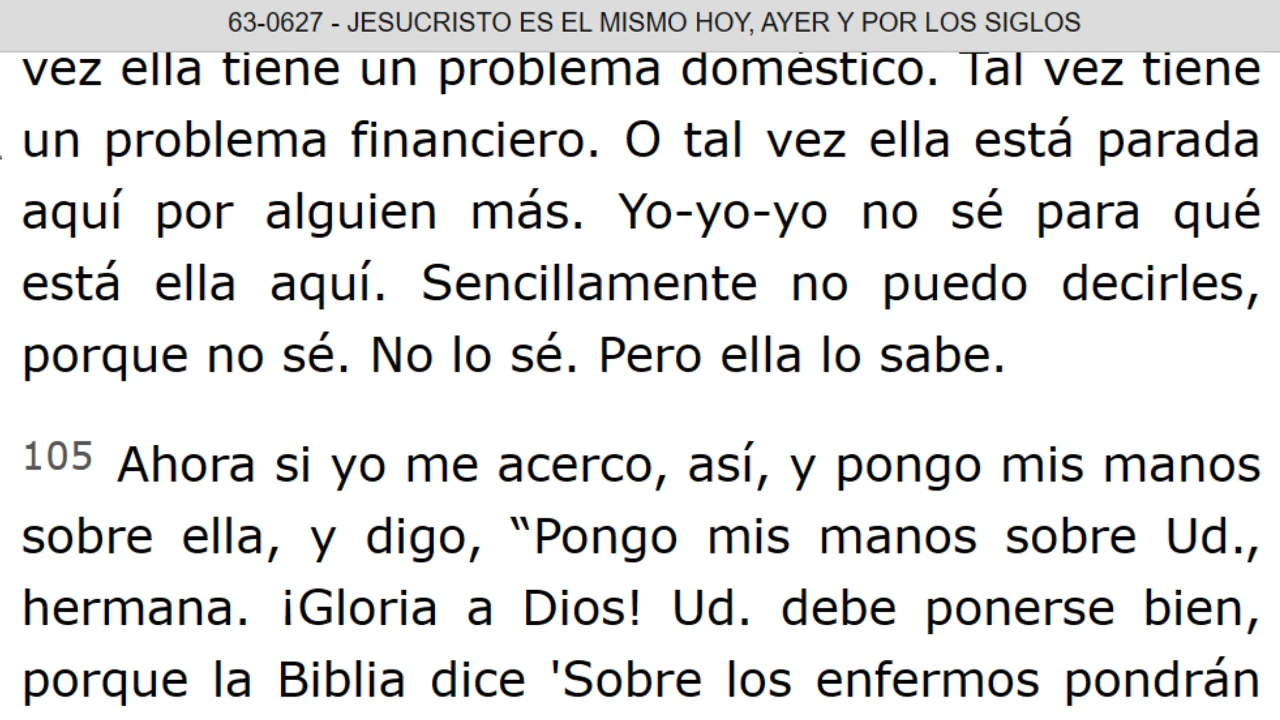 63-0627 - JESUCRISTO ES EL MISMO HOY, AYER Y POR LOS SIGLOS
vez ella tiene un problema doméstico. Tal vez tiene
un problema financiero. O tal vez ella está parada
aquí por alguien más. Yo-yo-yo no sé para qué
está ella aquí. Sencillamente no puedo decirles,
porque no sé. No lo sé. Pero ella lo sabe.
105 Ahora si yo me acerco, así, y pongo mis manos
sobre ella, y digo, “Pongo mis manos sobre Ud.,
hermana. ¡Gloria a Dios! Ud. debe ponerse bien,
porque la Biblia dice 'Sobre los enfermos pondrán